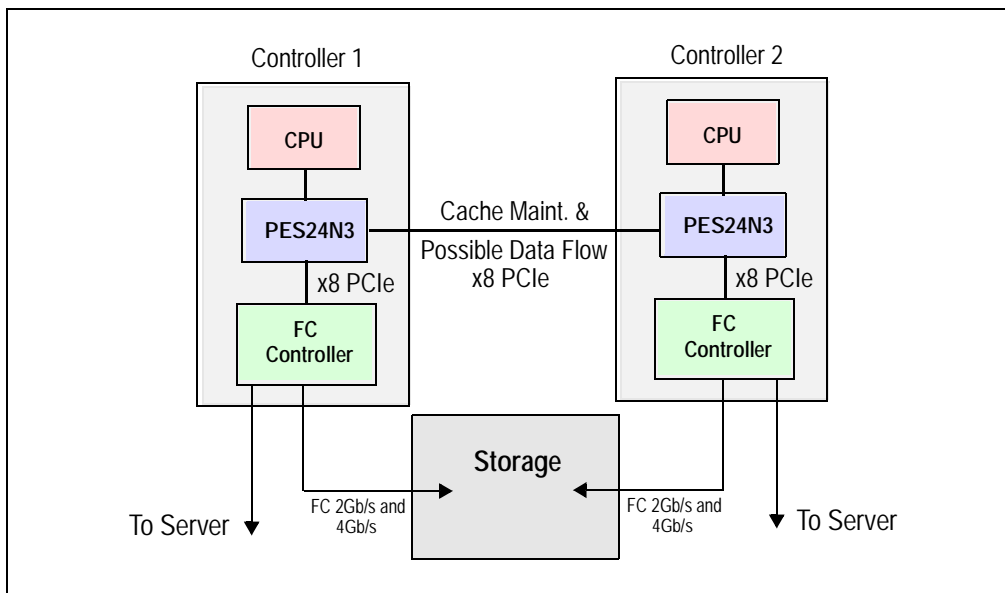 Controller 1
Controller 2
CPU
CPU
PES24N3
Cache Maint. &
Possible Data Flow
x8 PCIe
PES24N3
x8 PCIe
x8 PCIe
FC
Controller
FC
Controller
Storage
FC 2Gb/s and
4Gb/s
FC 2Gb/s and
4Gb/s
To Server
To Server